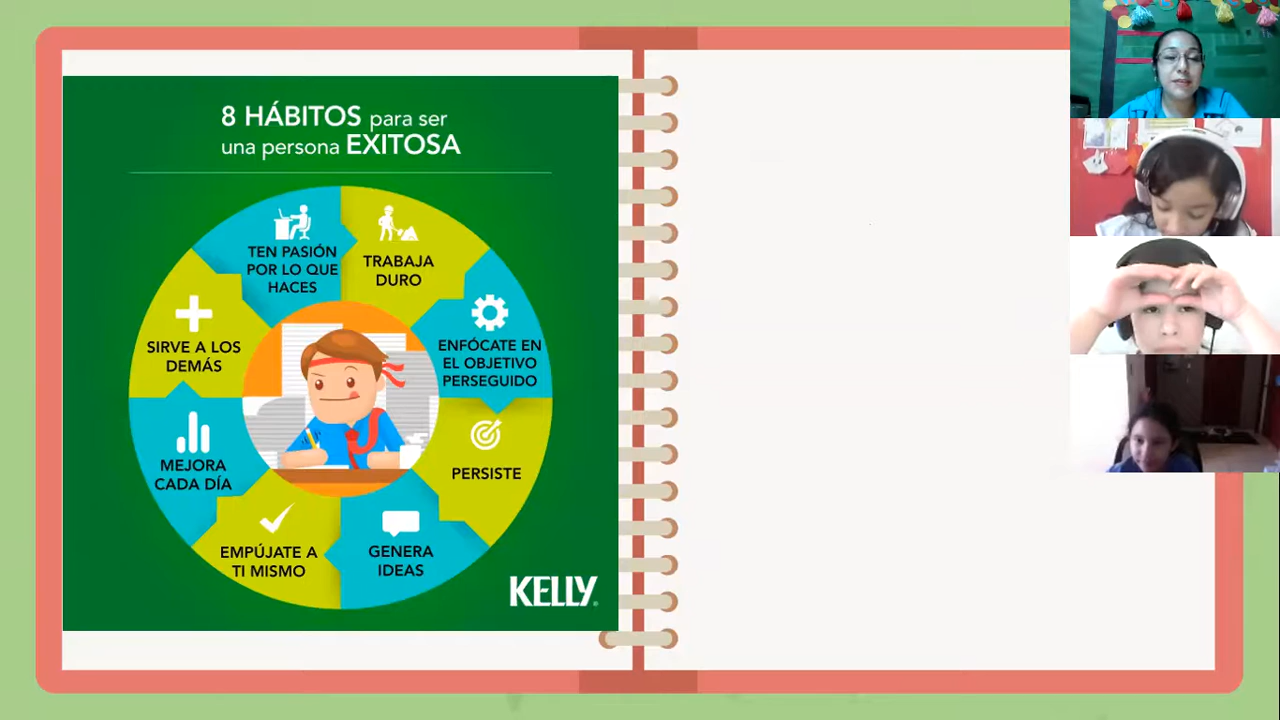 8 HÁBITOS para ser
una persona EXITOSA
TEN PASIÓN
POR LO QUE
HACES
TRABAJA
DURO
ENFÓCATE EN
EL OBJETIVO
PERSEGUIDO
PERSISTE
GENERA
IDEAS
EMPÚJATE A
TI MISMO
MEJORA
CADA DÍA
SIRVE A LOS
DEMÁS
KELLY®